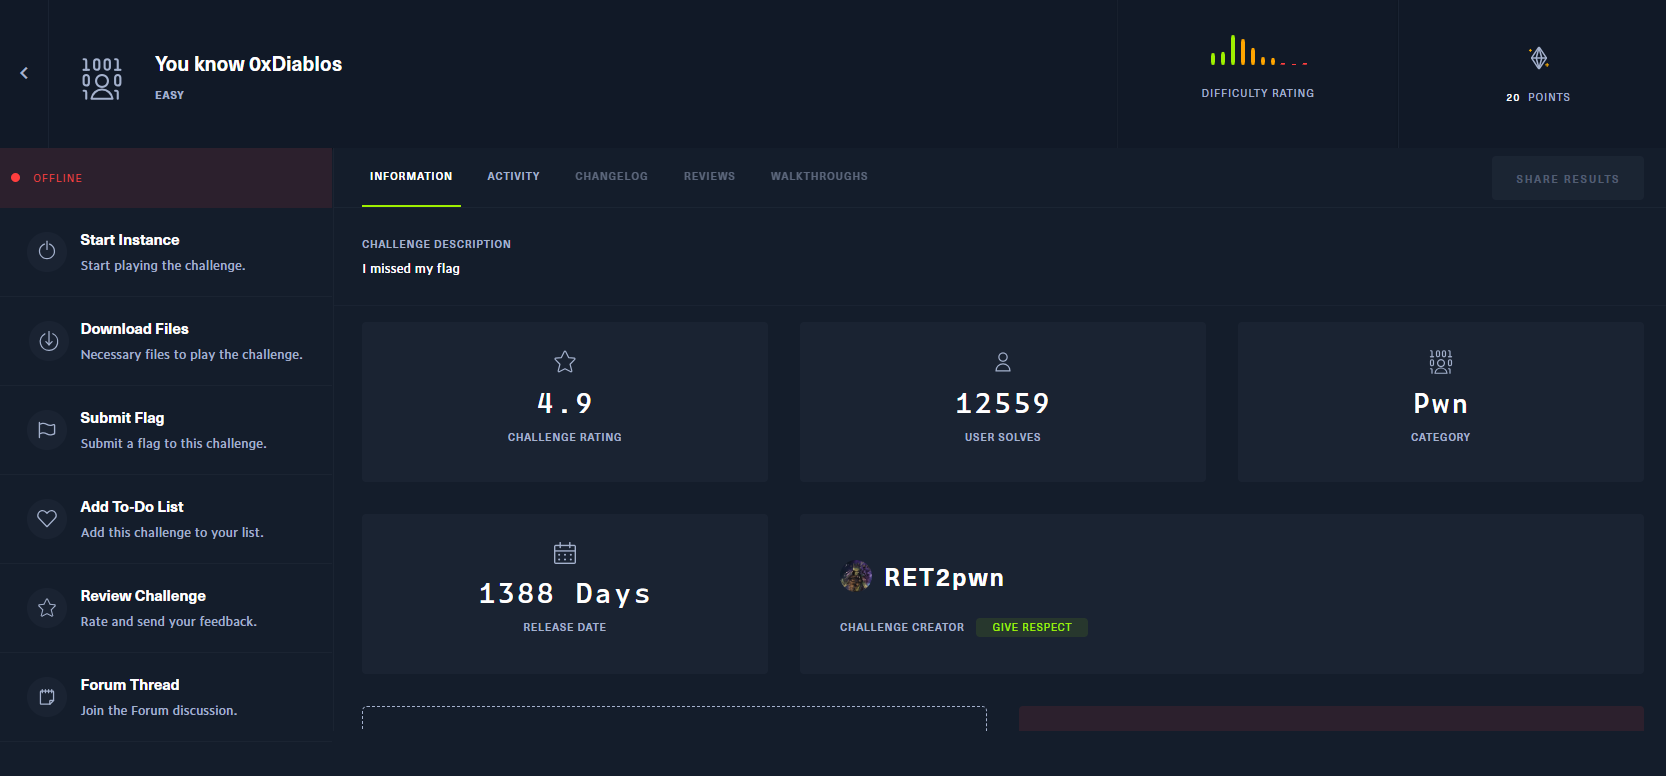 You know 0xDiablos
EASY
DIFFICULTY RATING
20 POINTS
OFFLINE
INFORMATION ACTIVITY CHANGELOG REVIEWS WALKTHROUGHS
SHARE RESULTS
Start Instance
Start playing the challenge.
Download Files
Necessary files to play the challenge.
Submit Flag
Submit a flag to this challenge.
Add To-Do List
Add this challenge to your list.
Review Challenge
Rate and send your feedback.
Forum Thread
Join the Forum discussion.
CHALLENGE DESCRIPTION
I missed my flag
4.9
CHALLENGE RATING
12559
USER SOLVES
1001
Pwn
CATEGORY
1388 Days
RELEASE DATE
RET2pwn
CHALLENGE CREATOR GIVE RESPECT